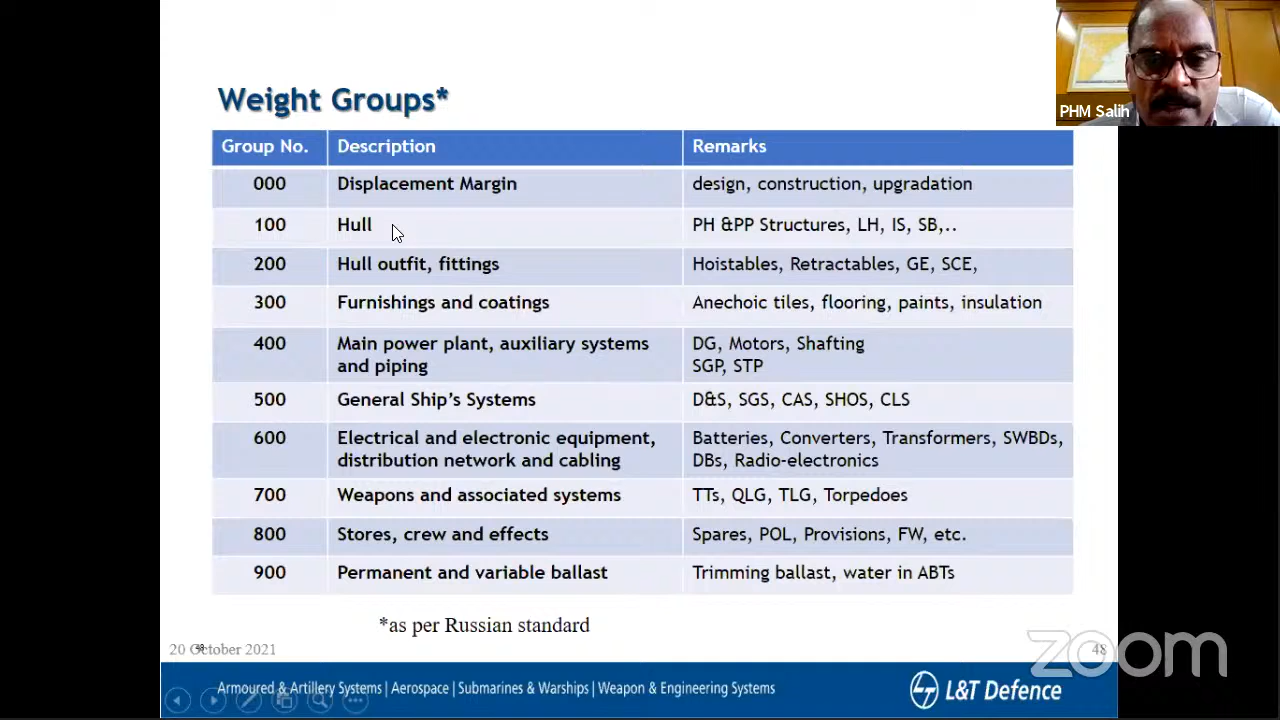 PHM Salih
Weight Groups*
Group No. Description Remarks
000 Displacement Margin design, construction, upgradation
100 Hull PH &PP Structures, LH, IS, SB,..
200 Hull outfit, fittings Hoistables, Retractables, GE, SCE,
300 Furnishings and coatings Anechoic tiles, flooring, paints, insulation
400 Main power plant, auxiliary systems DG, Motors, Shafting
and piping SGP, STP
500 General Ship's Systems D&S, SGS, CAS, SHOS, CLS
600 Electrical and electronic equipment, Batteries, Converters, Transformers, SWBDs,
distribution network and cabling DBs, Radio-electronics
700 Weapons and associated systems TTs, QLG, TLG, Torpedoes
800 Stores, crew and effects Spares, POL, Provisions, FW, etc.
900 Permanent and variable ballast Trimming ballast, water in ABTs
*as per Russian standard
20 October 2021 48
zoom
Armoured & Artillery Systems | Aerospace | Submarines & Warships | Weapon & Engineering Systems
L&T Defence